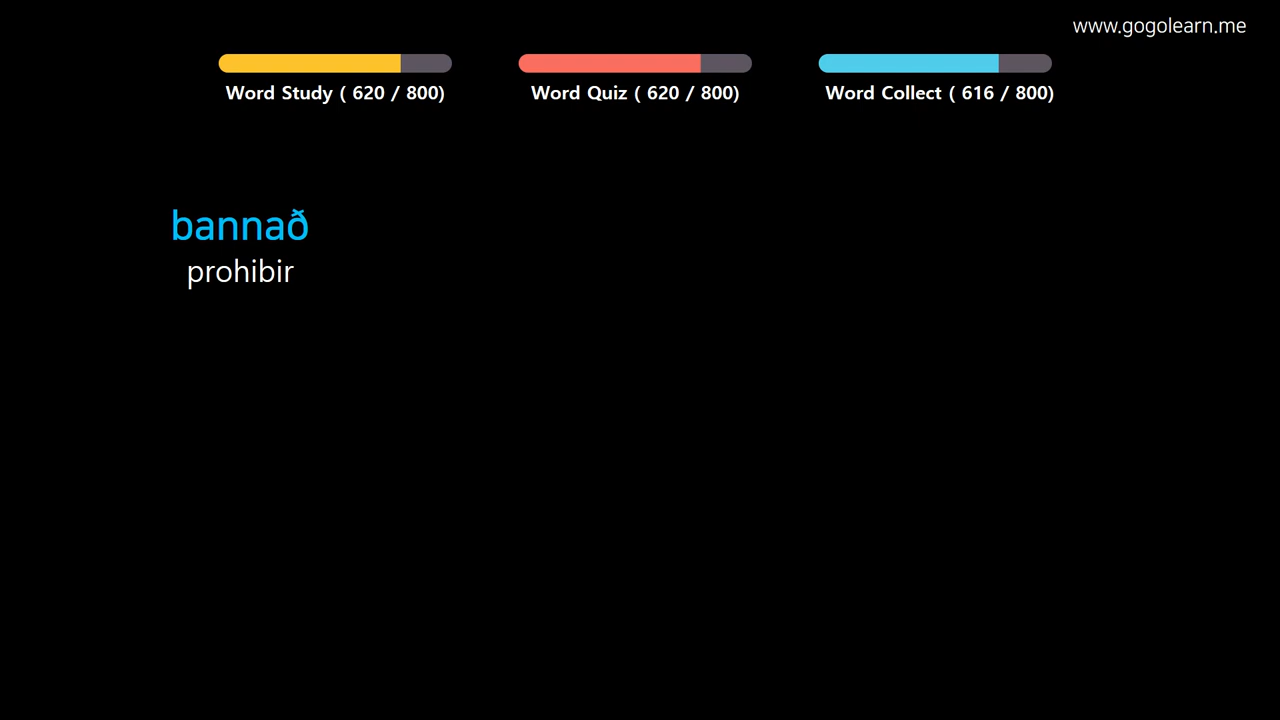 www.gogolearn.me
Word Study ( 620 / 800)
Word Quiz ( 620 / 800)
Word Collect ( 616 / 800)
bannað
prohibir